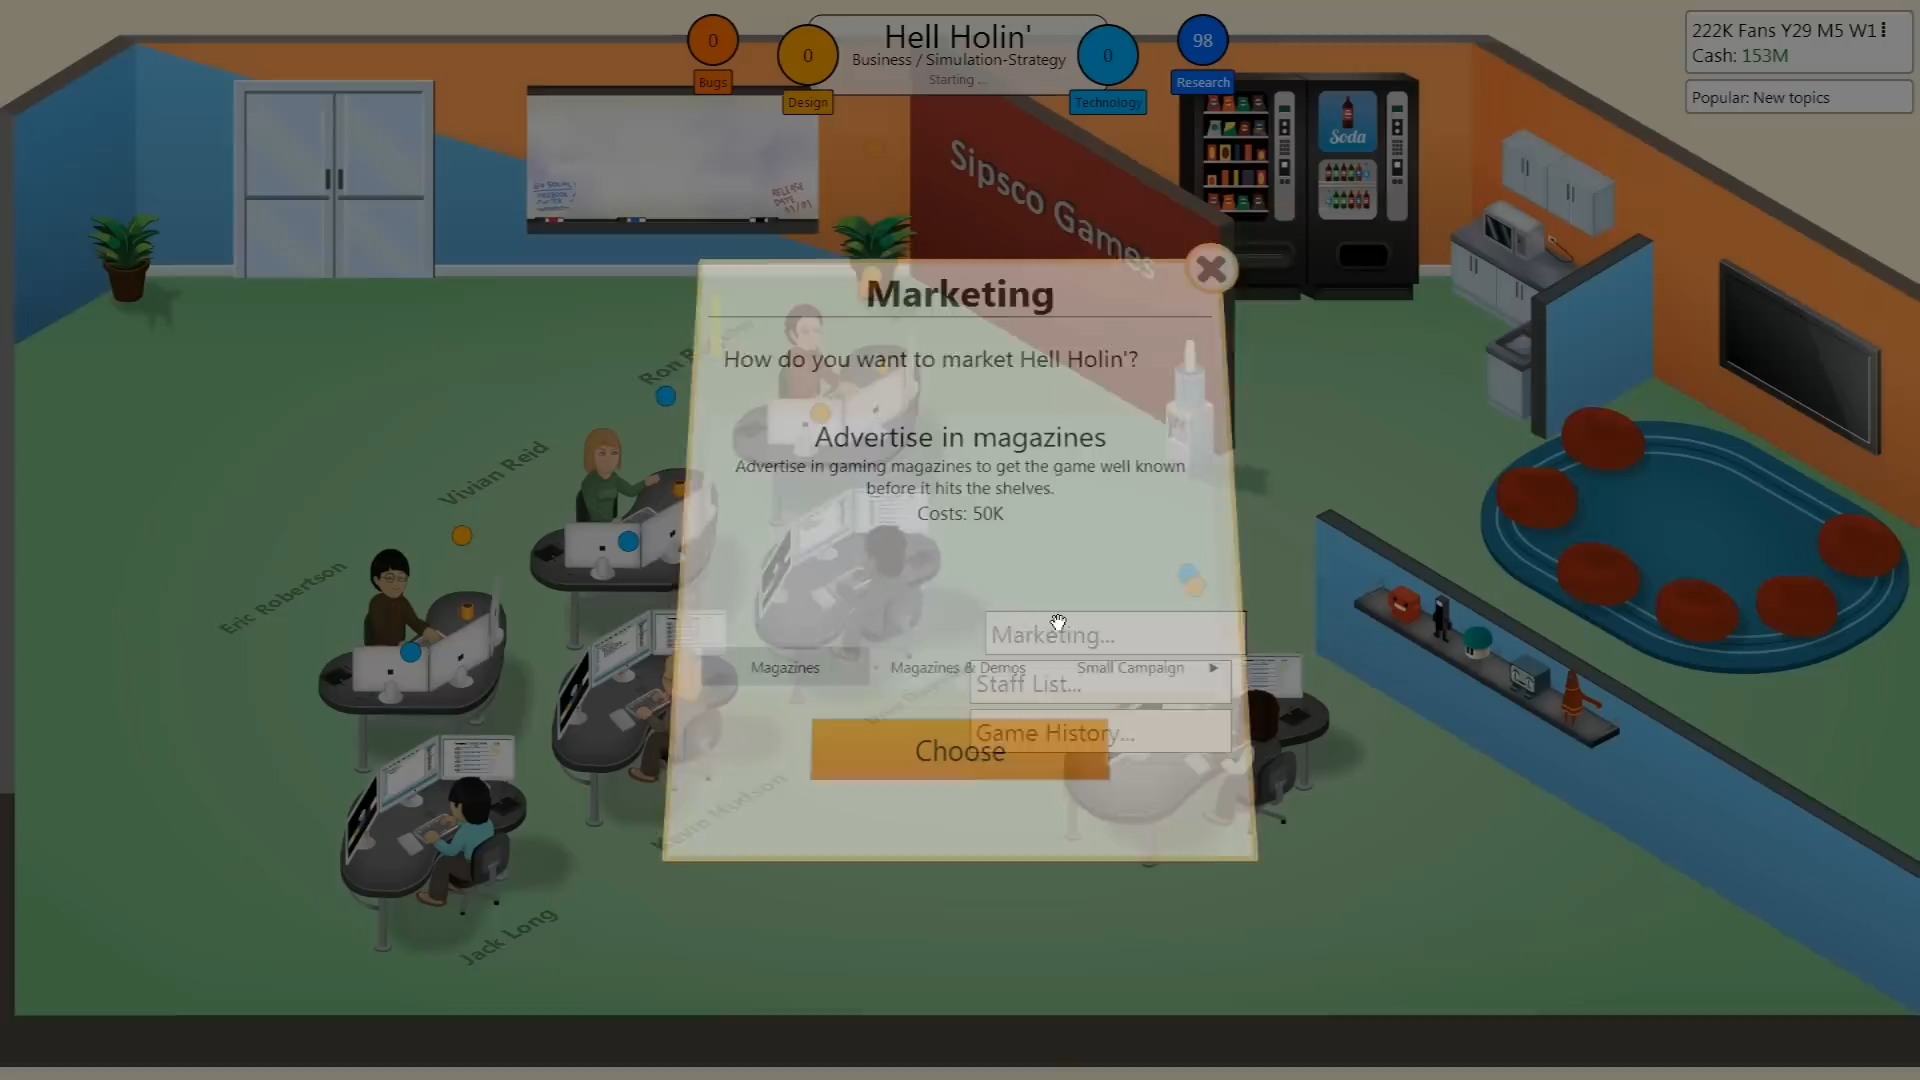 Hell Holin'
Business / Simulation-Strategy
Starting ...
0
Bugs
0
Design
0
Technology
98
Research
222K Fans Y29 M5 W1
Cash: 153M
Popular: New topics
Soda
Sipsco Games
RELEASE
DATE
Marketing
How do you want to market Hell Holin'?
Advertise in magazines
Advertise in gaming magazines to get the game well known
before it hits the shelves.
Costs: 50K
Magazines
Magazines & Demos
Small Campaign
Choose
Marketing...
Staff List...
Game History...
Vivian Reid
Eric Robertson
Jack Long